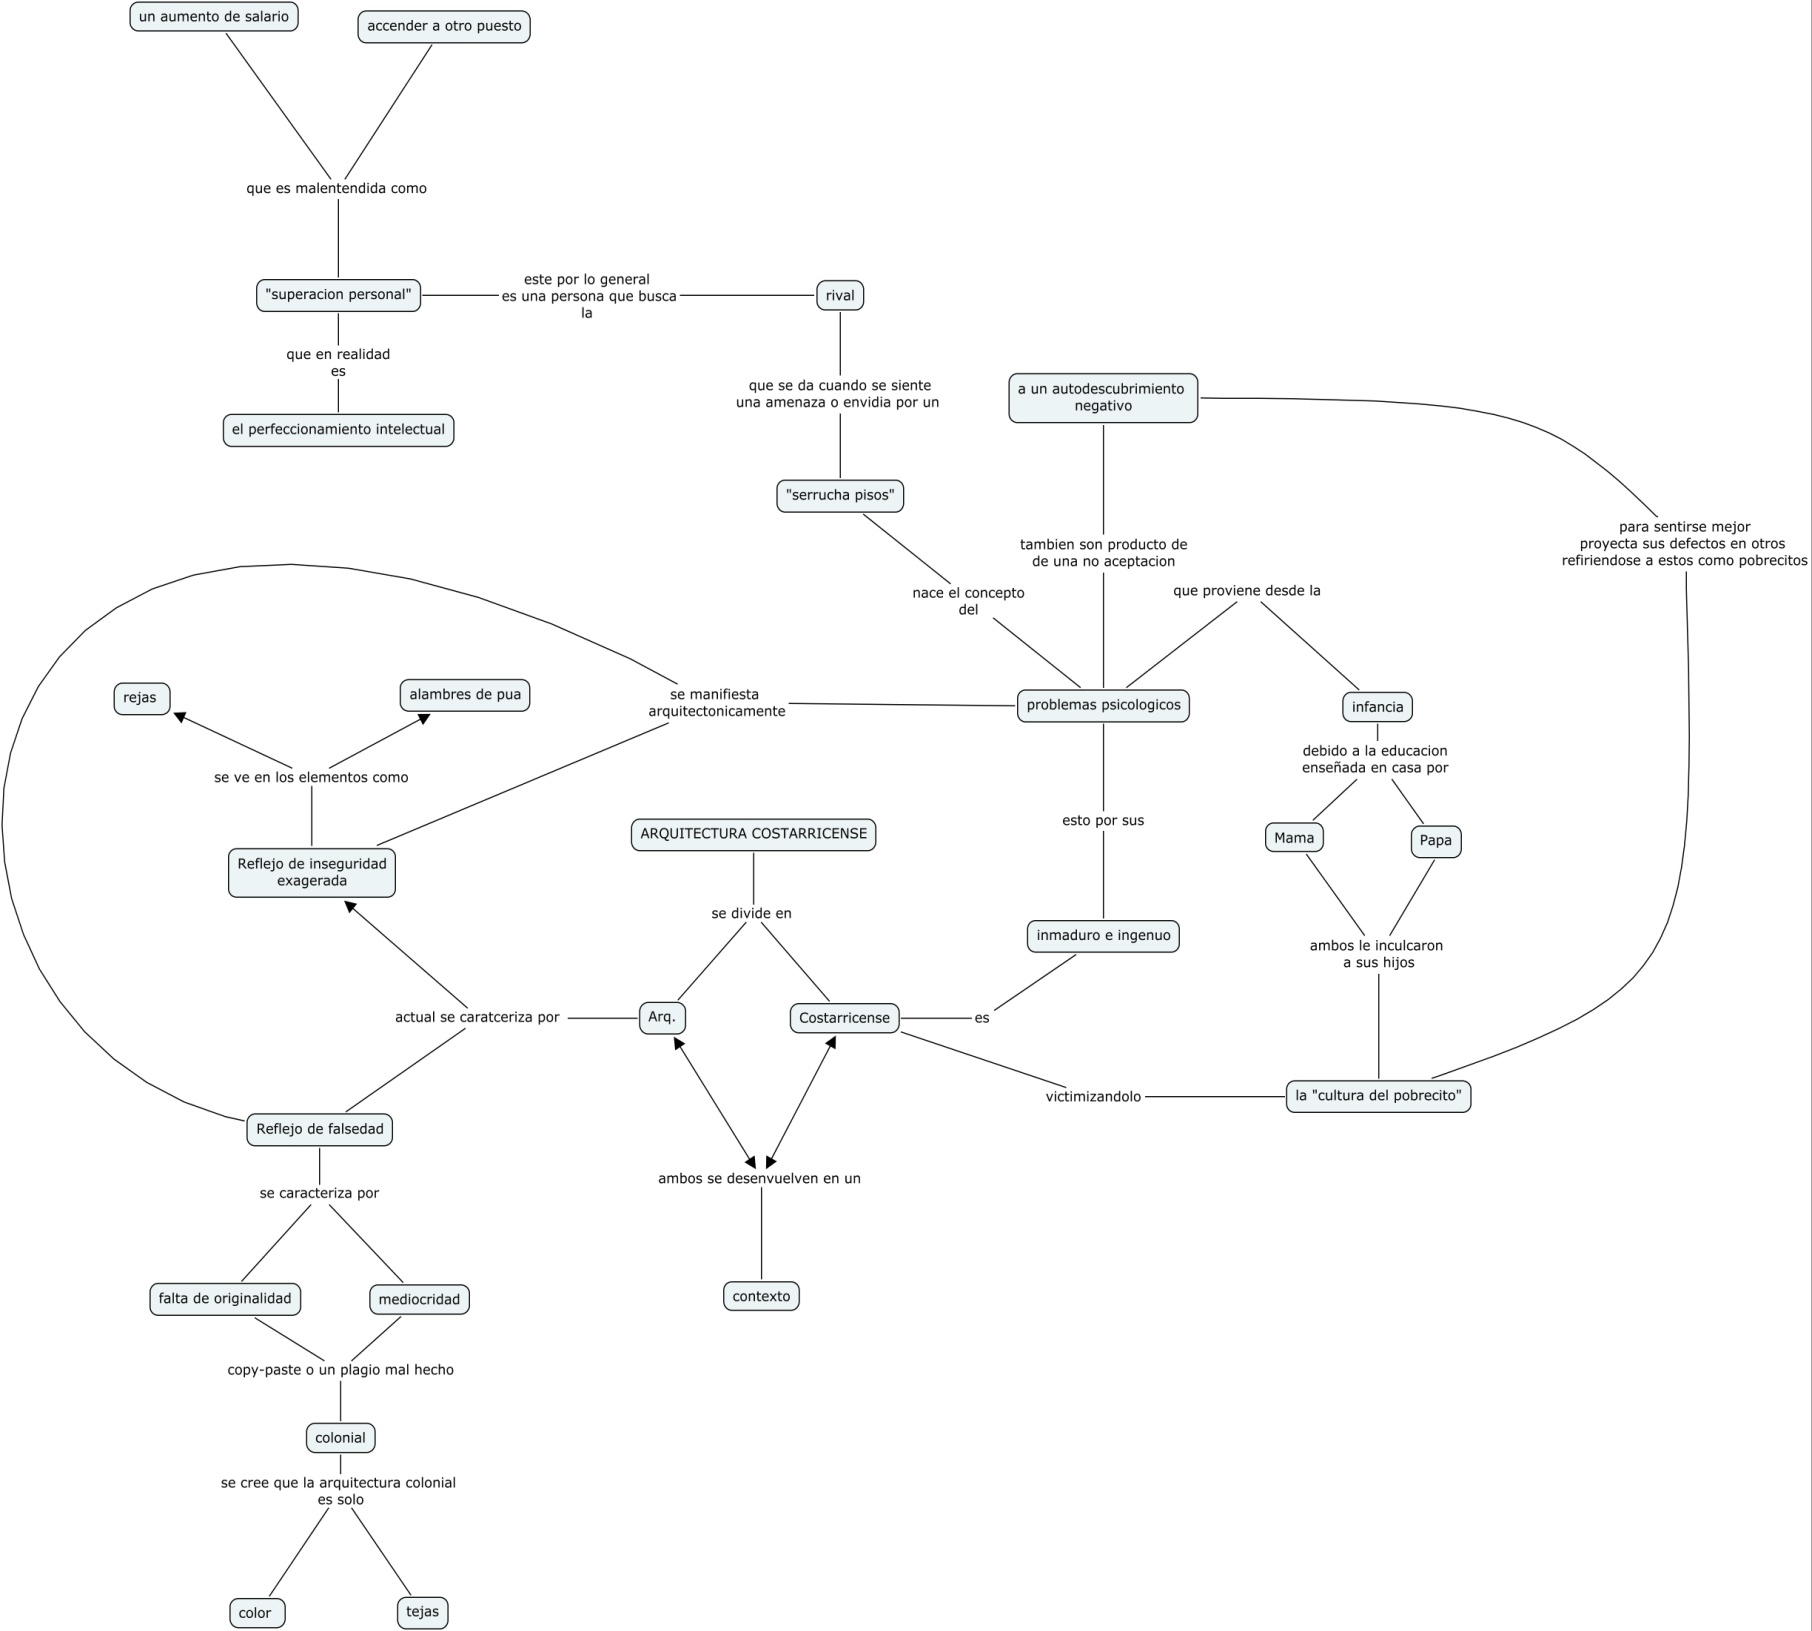 un aumento de salario
accender a otro puesto
que es malentendida como
"superacion personal"
este por lo general
es una persona que busca
la
rival
que en realidad
es
el perfeccionamiento intelectual
que se da cuando se siente
una amenaza o envidia por un
a un autodescubrimiento
negativo
"serrucha pisos"
para sentirse mejor
proyecta sus defectos en otros
refiriendose a estos como pobrecitos
tambien son producto de
de una no aceptacion
nace el concepto
del
que proviene desde la
rejas
alambres de pua
se manifiesta
arquitectonicamente
problemas psicologicos
infancia
se ve en los elementos como
debido a la educacion
enseñada en casa por
esto por sus
ARQUITECTURA COSTARRICENSE
Mama
Papa
Reflejo de inseguridad
exagerada
se divide en
inmaduro e ingenuo
ambos le inculcaron
a sus hijos
actual se caratceriza por
Arq.
Costarricense
es
victimizandolo
la "cultura del pobrecito"
Reflejo de falsedad
ambos se desenvuelven en un
se caracteriza por
contexto
falta de originalidad
mediocridad
copy-paste o un plagio mal hecho
colonial
se cree que la arquitectura colonial
es solo
color
tejas